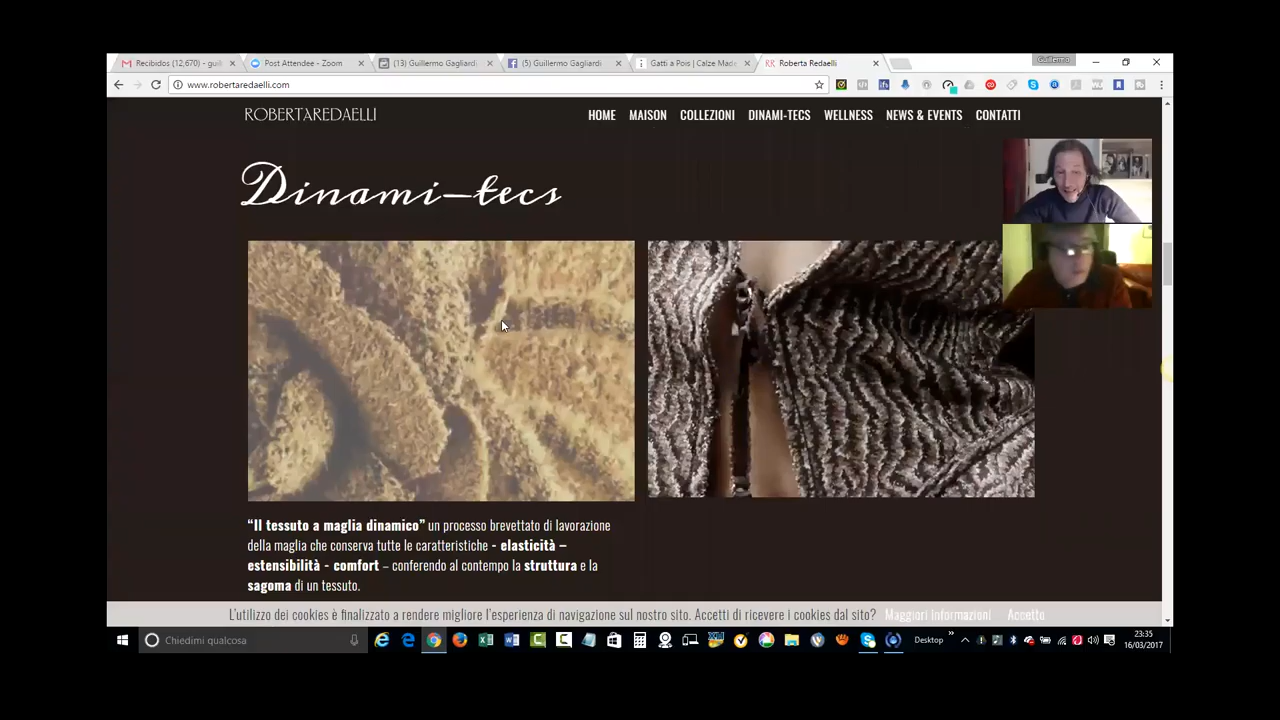 Recibidos (12,670) - gui
Post Attendee - Zoom
(13) Guillermo Gagliardi
(5) Guillermo Gagliardi
Gatti a Pois | Calze Made
Roberta Redaelli
Guillermo
www.robertaredaelli.com
ROBERTAREDAELLI
HOME MAISON COLLEZIONI DINAMI-TECS WELLNESS NEWS & EVENTS CONTATTI
Dinami-tecs
“Il tessuto a maglia dinamico” un processo brevettato di lavorazione
della maglia che conserva tutte le caratteristiche - elasticità –
estensibilità - comfort – conferendo al contempo la struttura e la
sagoma di un tessuto.
L'utilizzo dei cookies è finalizzato a rendere migliore l'esperienza di navigazione sul nostro sito. Accetti di ricevere i cookies dal sito? Maggiori Informazioni Accetto
Chiedimi qualcosa
Desktop
23:35
16/03/2017